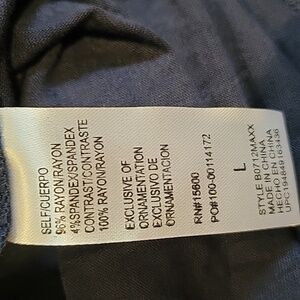 SELF/CUERPO
96% RAYON/RAYON
4%SPANDEX/SPANDEX
CONTRAST/CONTRASTE
100% RAYON/RAYON
EXCLUSIVE OF
ORNAMENTATION
EXCLUSIVO DE
ORNAMENTACION
RN#15600
PO#100-00114172
L
STYLE B0712MAXX
MADE IN CHINA
HECHO EN CHINA
UPC194849163436